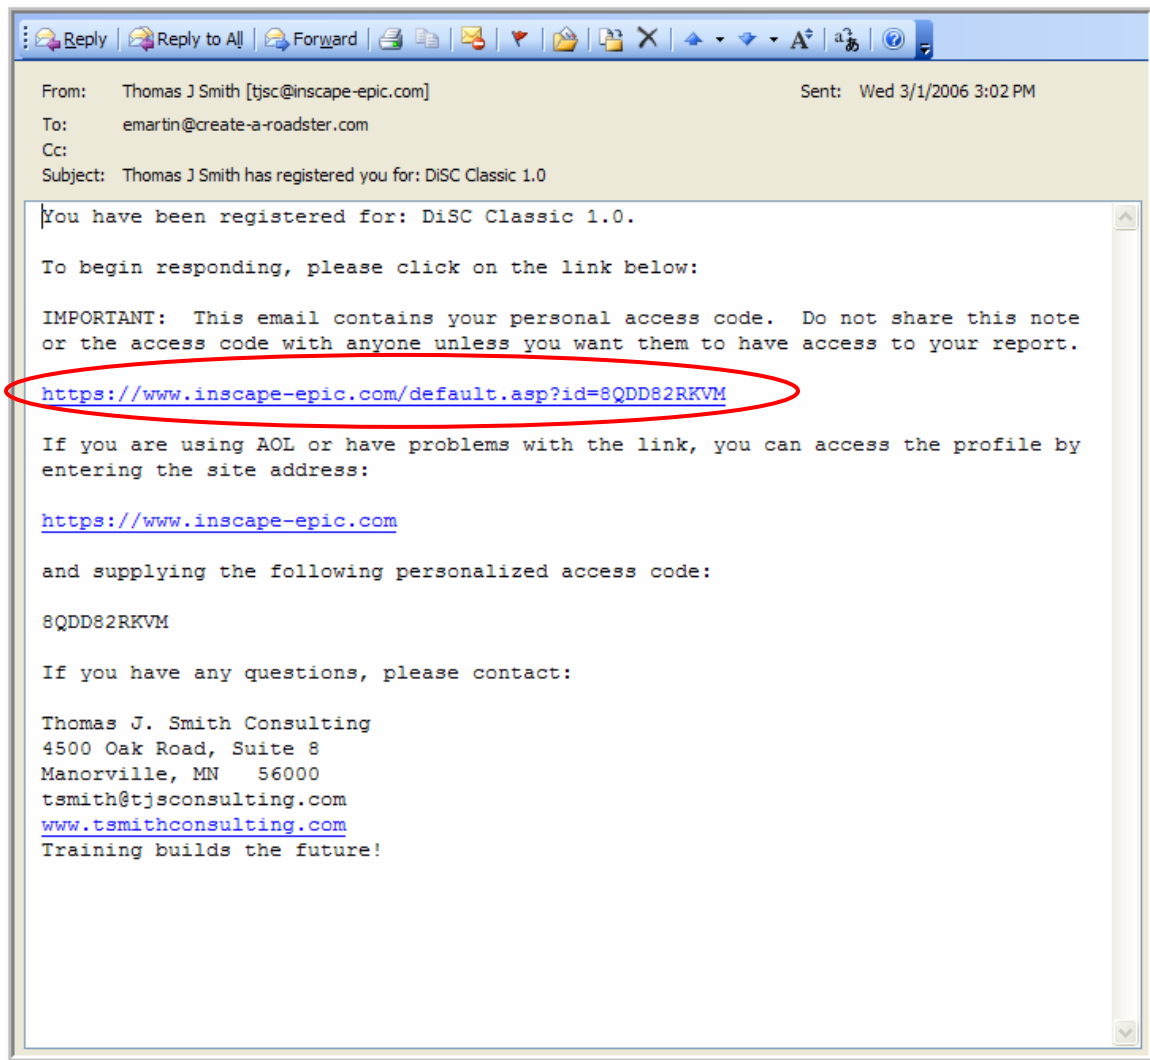 Reply Reply to All Forward
From: Thomas J Smith [tjsc@inscape-epic.com] Sent: Wed 3/1/2006 3:02 PM
To: emartin@create-a-roadster.com
Cc:
Subject: Thomas J Smith has registered you for: DiSC Classic 1.0
You have been registered for: DiSC Classic 1.0.
To begin responding, please click on the link below:
IMPORTANT:  This email contains your personal access code.  Do not share this note
or the access code with anyone unless you want them to have access to your report.
https://www.inscape-epic.com/default.asp?id=8QDD82RKVM
If you are using AOL or have problems with the link, you can access the profile by
entering the site address:
https://www.inscape-epic.com
and supplying the following personalized access code:
8QDD82RKVM
If you have any questions, please contact:
Thomas J. Smith Consulting
4500 Oak Road, Suite 8
Manorville, MN   56000
tsmith@tjsconsulting.com
www.tsmithconsulting.com
Training builds the future!